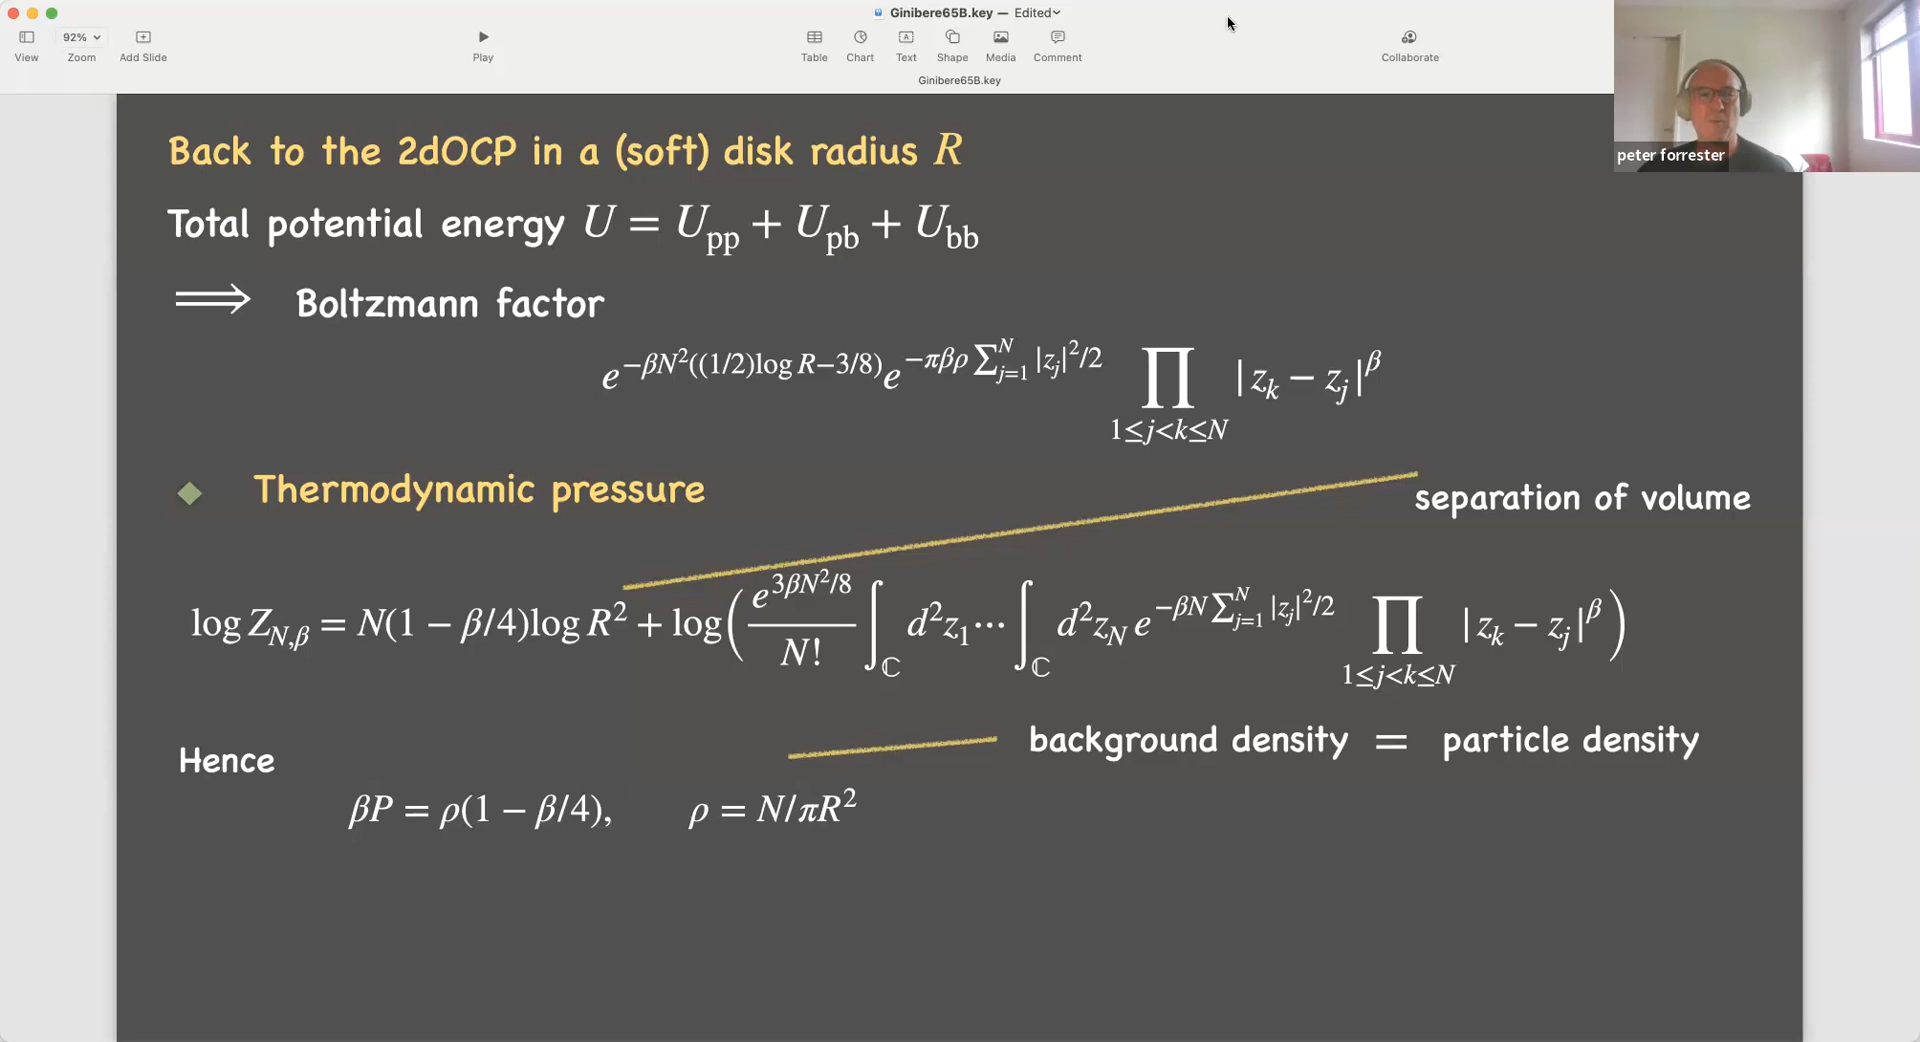 Ginibere65B.key — Edited
92%
View
Zoom
Add Slide
Play
Table
Chart
Text
Shape
Media
Comment
Collaborate
Ginibere65B.key
peter forrester
Back to the 2dOCP in a (soft) disk radius R
Total potential energy U = U_pp + U_pb + U_bb
⟹ Boltzmann factor
e^{−βN²((1/2)log R−3/8)} e^{−πβρ ∑_{j=1}^{N} |z_j|²/2} ∏_{1≤j<k≤N} |z_k − z_j|^β
Thermodynamic pressure
separation of volume
log Z_{N,β} = N(1 − β/4)log R² + log( e^{3βN²/8}/N! ∫_ℂ d²z_1 ⋯ ∫_ℂ d²z_N e^{−βN ∑_{j=1}^{N} |z_j|²/2} ∏_{1≤j<k≤N} |z_k − z_j|^β )
background density = particle density
Hence
βP = ρ(1 − β/4), ρ = N/πR²